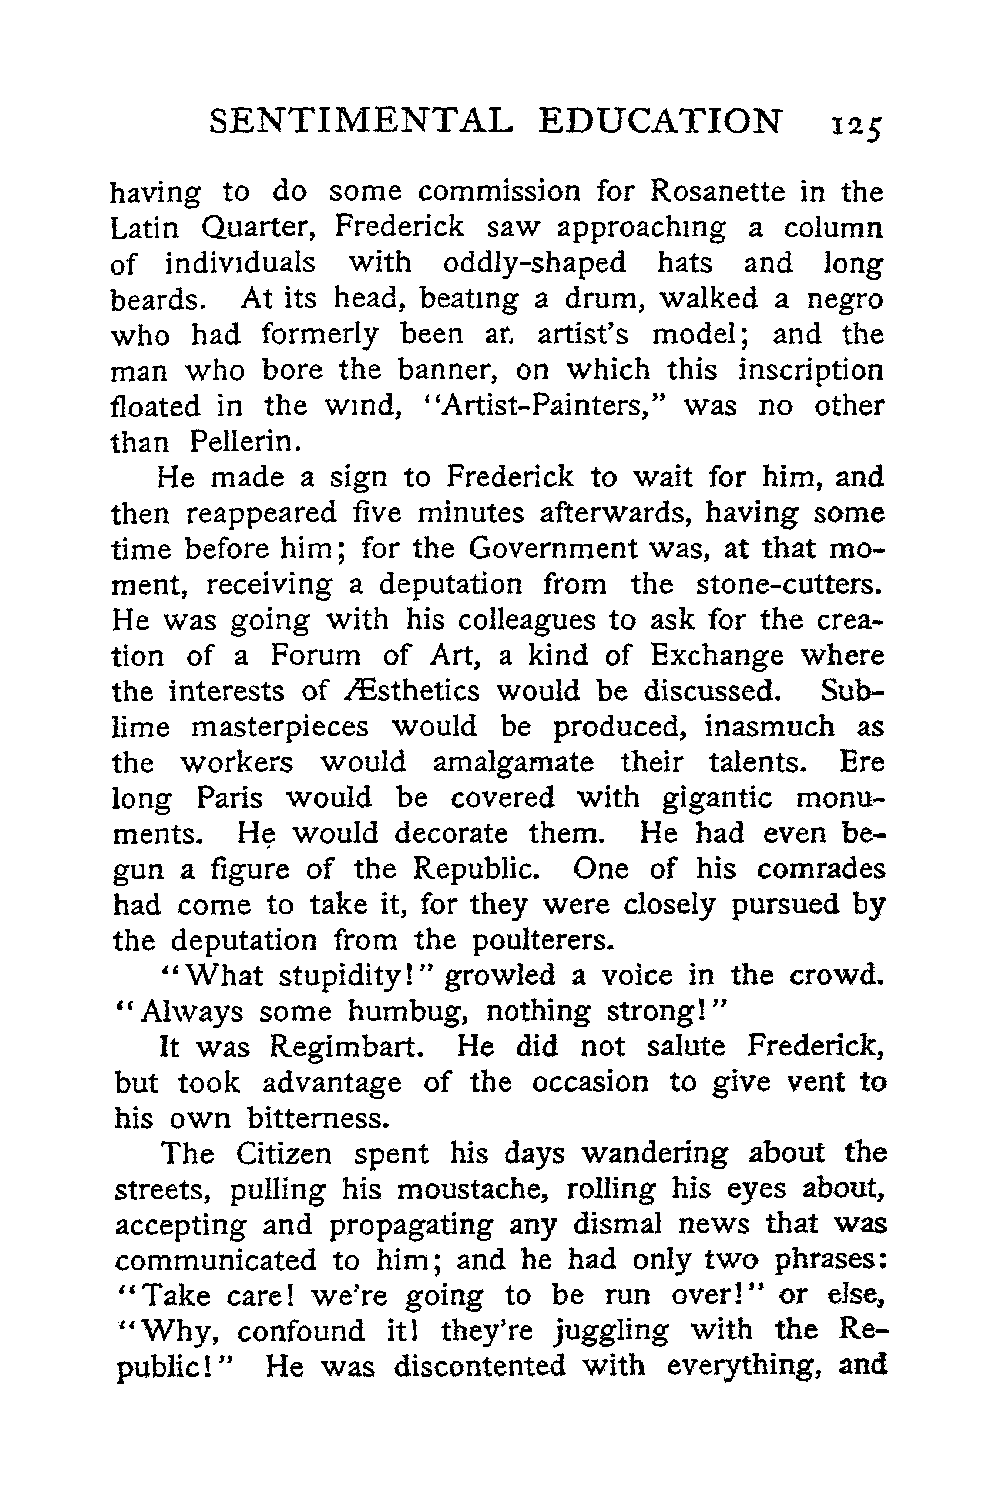 SENTIMENTAL EDUCATION 125
having to do some commission for Rosanette in the
Latin Quarter, Frederick saw approaching a column
of individuals with oddly-shaped hats and long
beards. At its head, beating a drum, walked a negro
who had formerly been an artist's model; and the
man who bore the banner, on which this inscription
floated in the wind, "Artist-Painters," was no other
than Pellerin.
He made a sign to Frederick to wait for him, and
then reappeared five minutes afterwards, having some
time before him; for the Government was, at that mo-
ment, receiving a deputation from the stone-cutters.
He was going with his colleagues to ask for the crea-
tion of a Forum of Art, a kind of Exchange where
the interests of Æsthetics would be discussed. Sub-
lime masterpieces would be produced, inasmuch as
the workers would amalgamate their talents. Ere
long Paris would be covered with gigantic monu-
ments. He would decorate them. He had even be-
gun a figure of the Republic. One of his comrades
had come to take it, for they were closely pursued by
the deputation from the poulterers.
"What stupidity!" growled a voice in the crowd.
"Always some humbug, nothing strong!"
It was Regimbart. He did not salute Frederick,
but took advantage of the occasion to give vent to
his own bitterness.
The Citizen spent his days wandering about the
streets, pulling his moustache, rolling his eyes about,
accepting and propagating any dismal news that was
communicated to him; and he had only two phrases:
"Take care! we're going to be run over!" or else,
"Why, confound it! they're juggling with the Re-
public!" He was discontented with everything, and